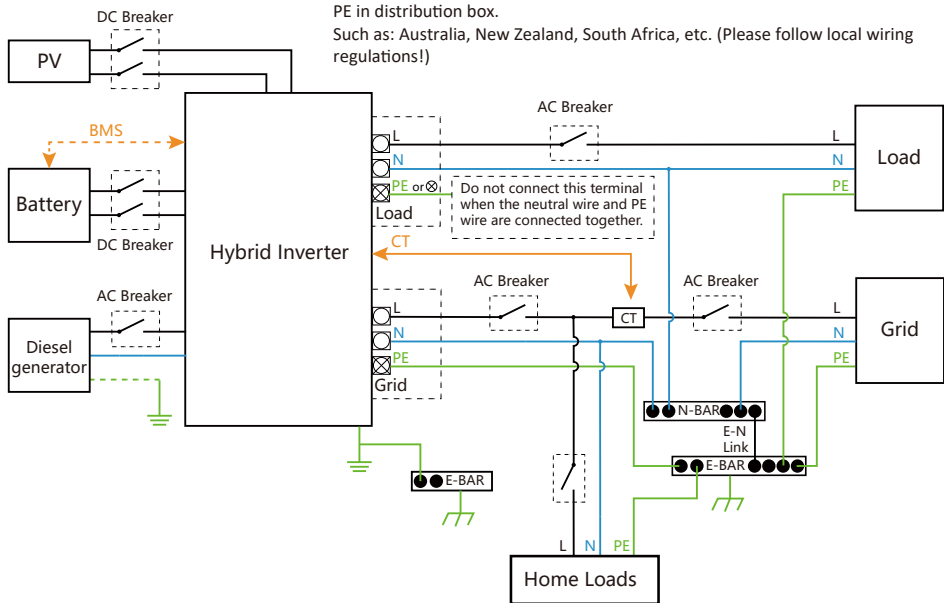 PE in distribution box.
Such as: Australia, New Zealand, South Africa, etc. (Please follow local wiring
regulations!)
DC Breaker
PV
BMS
Battery
DC Breaker
AC Breaker
Diesel
generator
Hybrid Inverter
L
N
PE or
Load
Do not connect this terminal
when the neutral wire and PE
wire are connected together.
CT
AC Breaker
L
N
PE
Load
L
N
PE
Grid
AC Breaker
CT
AC Breaker
L
N
PE
Grid
N-BAR
E-N
Link
E-BAR
E-BAR
L
N
PE
Home Loads